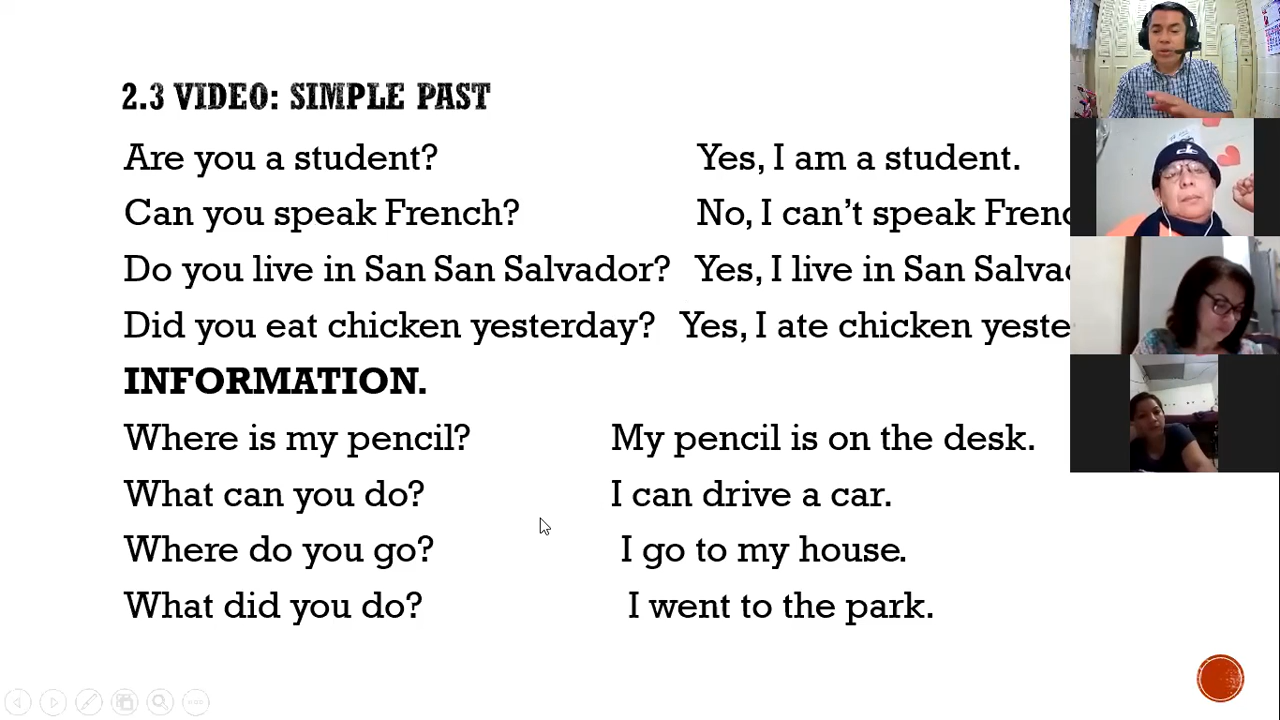 2.3 VIDEO: SIMPLE PAST
Are you a student? Yes, I am a student.
Can you speak French? No, I can't speak
Do you live in San San Salvador? Yes, I live in San
Did you eat chicken yesterday? Yes, I ate chicken
INFORMATION.
Where is my pencil? My pencil is on the desk.
What can you do? I can drive a car.
Where do you go? I go to my house.
What did you do? I went to the park.